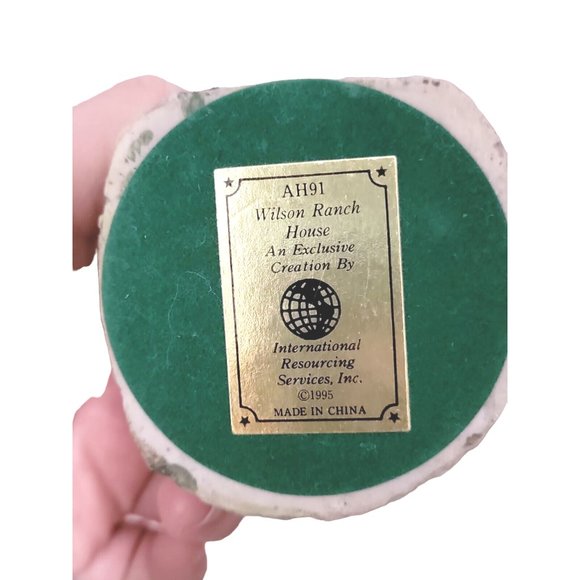 AH91
Wilson Ranch
House
An Exclusive
Creation By
International
Resourcing
Services, Inc.
©1995
MADE IN CHINA